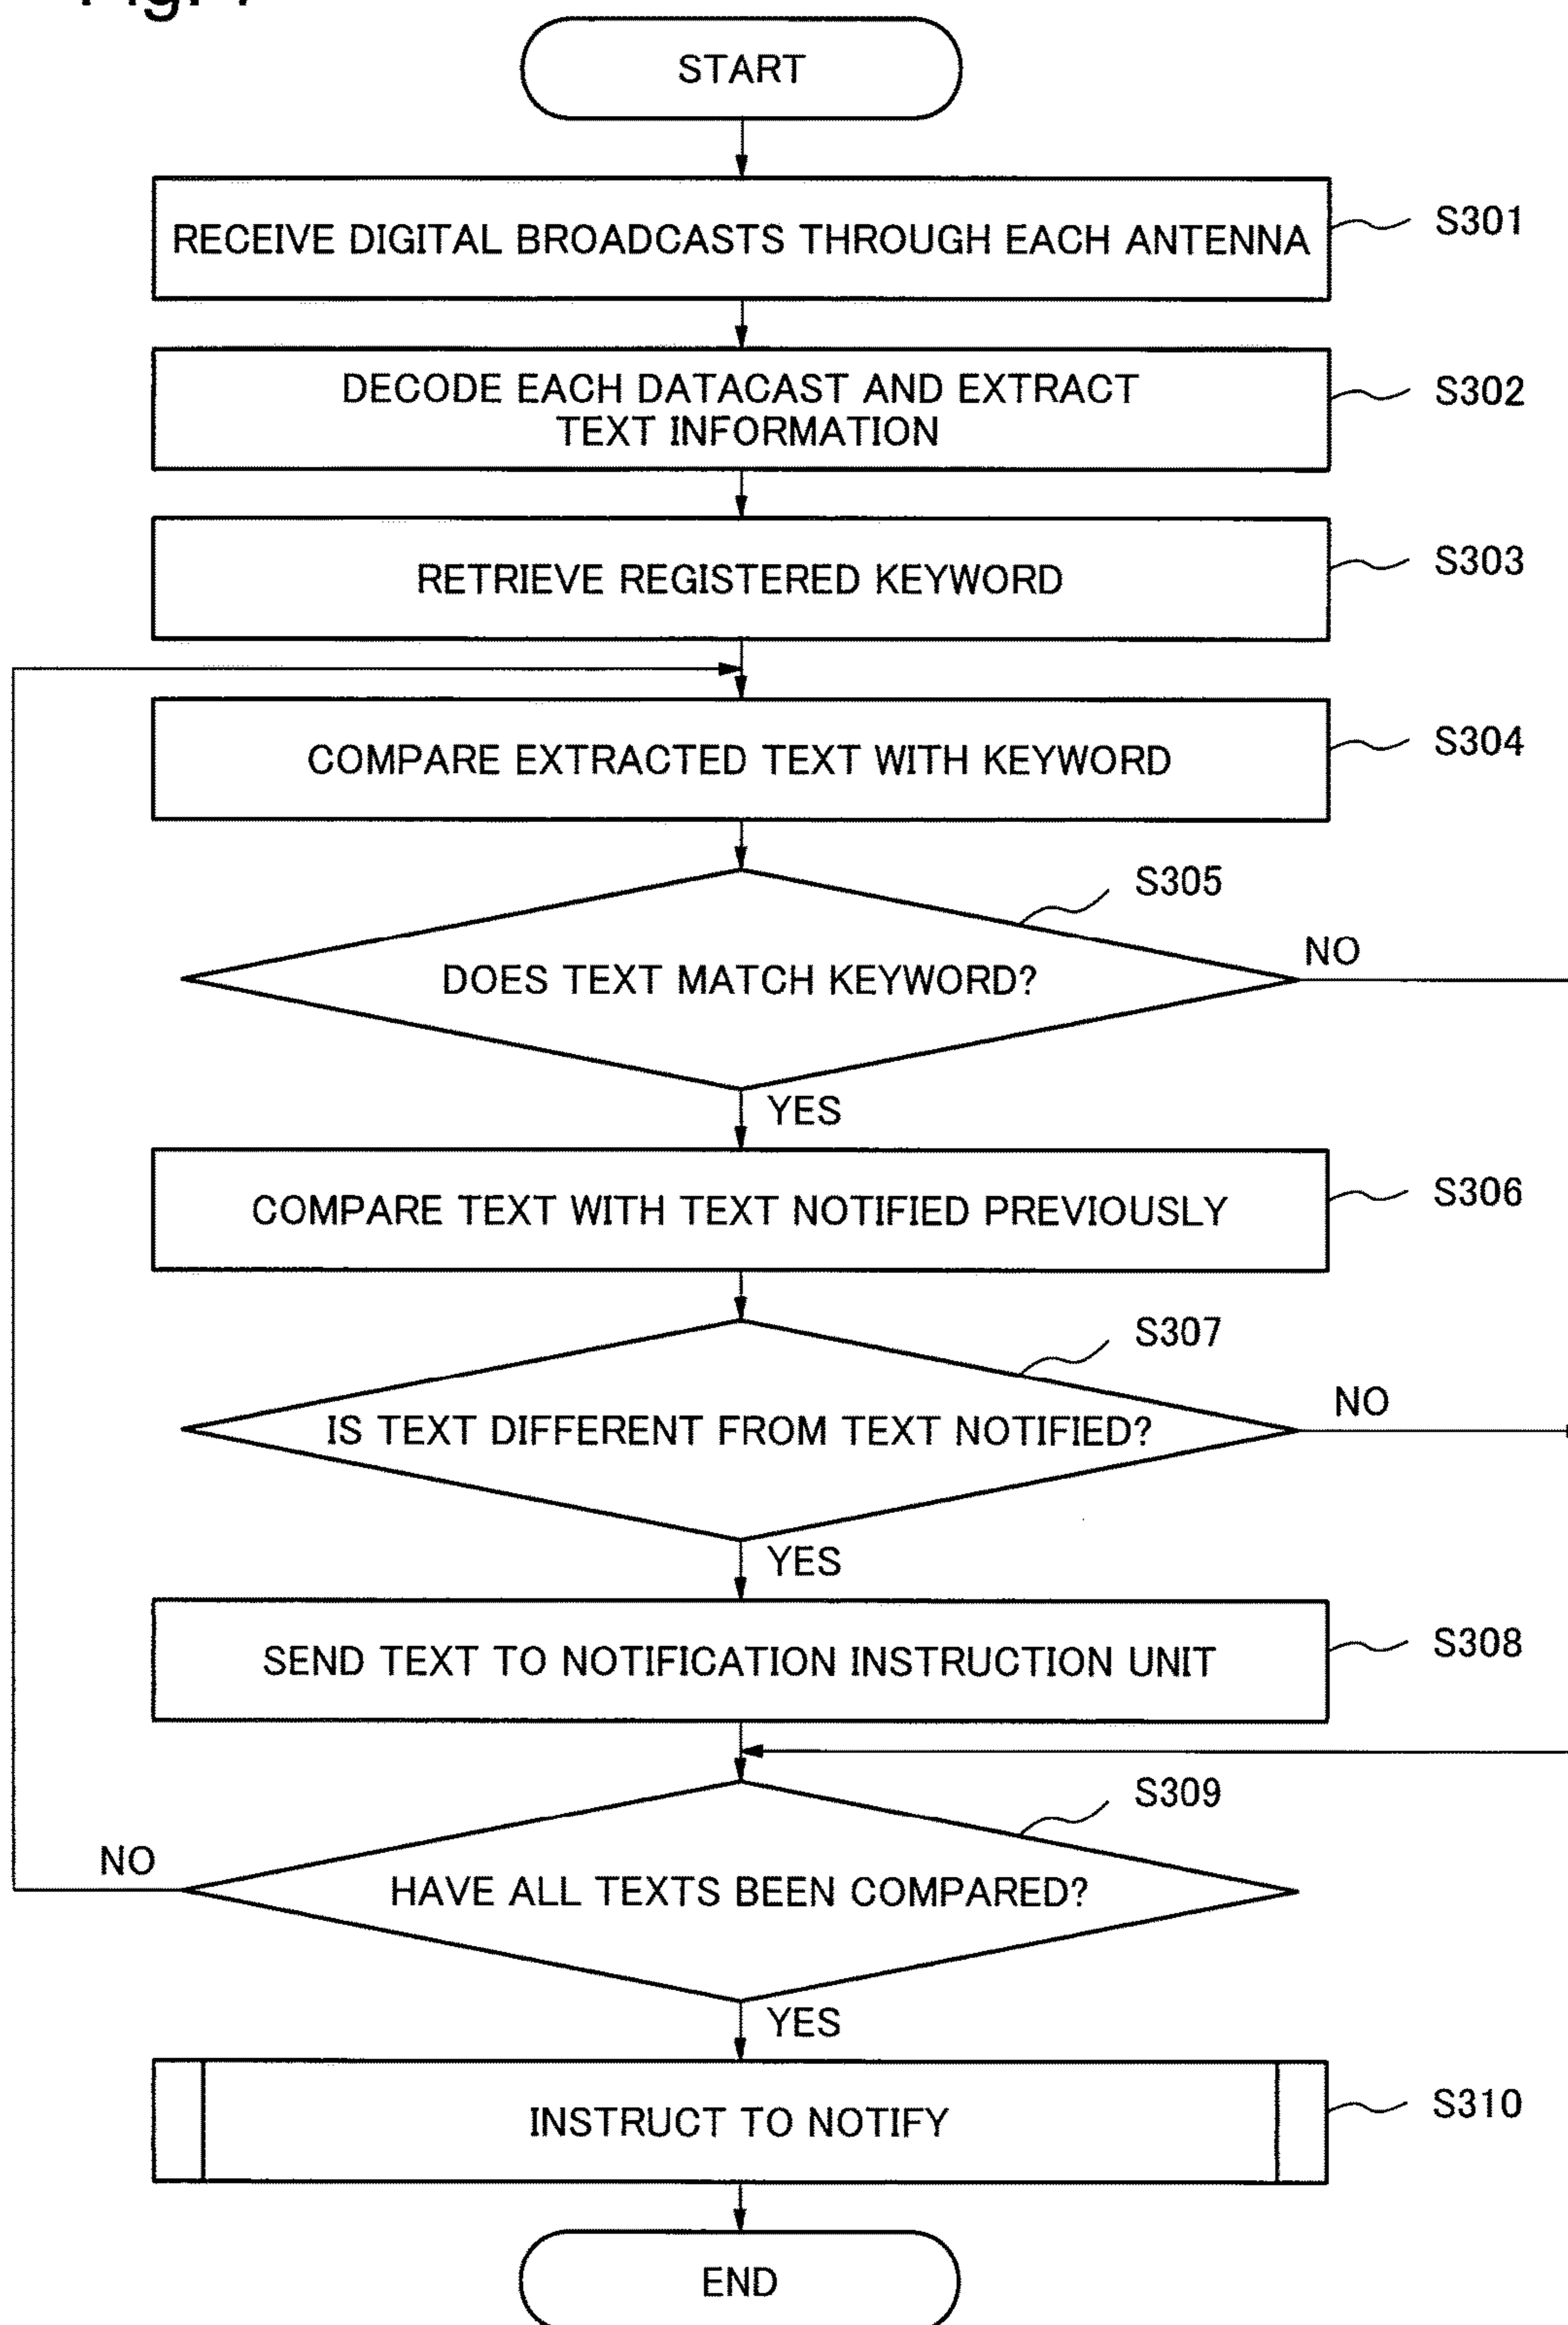 START
RECEIVE DIGITAL BROADCASTS THROUGH EACH ANTENNA
S301
DECODE EACH DATACAST AND EXTRACT
TEXT INFORMATION
S302
RETRIEVE REGISTERED KEYWORD
S303
COMPARE EXTRACTED TEXT WITH KEYWORD
S304
S305
DOES TEXT MATCH KEYWORD?
NO
YES
COMPARE TEXT WITH TEXT NOTIFIED PREVIOUSLY
S306
S307
IS TEXT DIFFERENT FROM TEXT NOTIFIED?
NO
YES
SEND TEXT TO NOTIFICATION INSTRUCTION UNIT
S308
S309
NO
HAVE ALL TEXTS BEEN COMPARED?
YES
INSTRUCT TO NOTIFY
S310
END